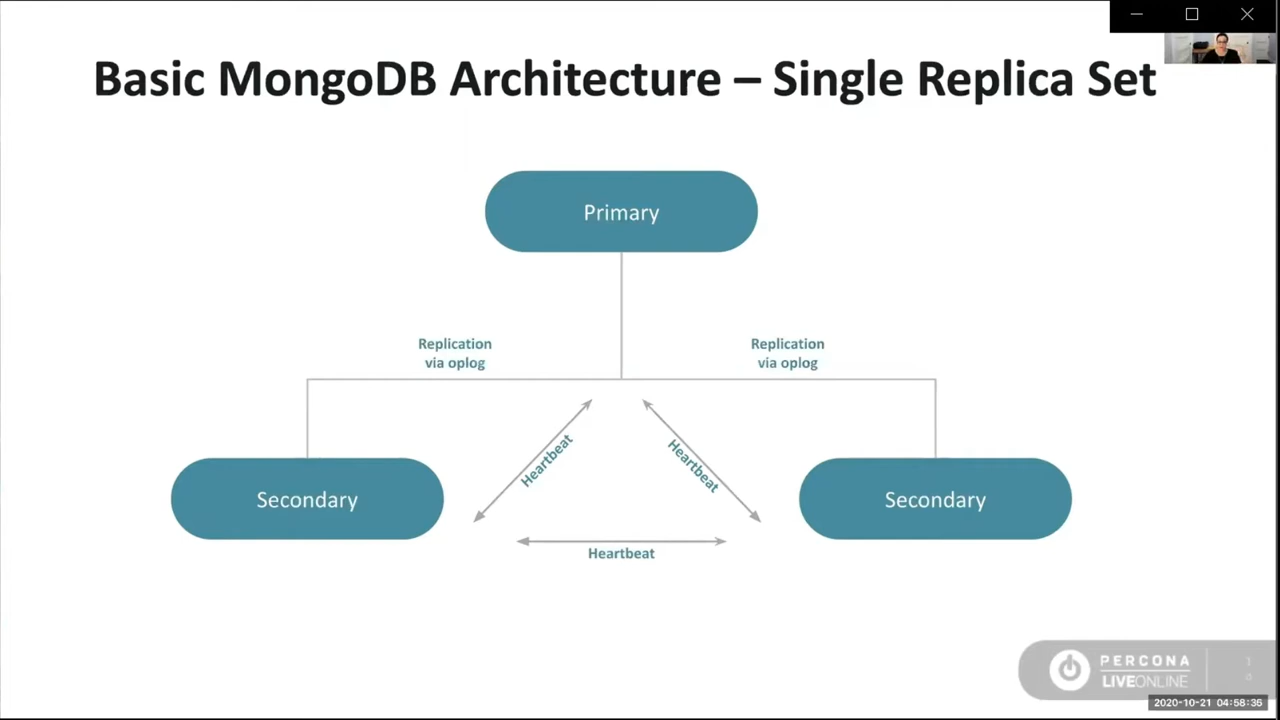 Basic MongoDB Architecture – Single Replica Set
Primary
Replication
via oplog
Replication
via oplog
Heartbeat
Heartbeat
Secondary
Secondary
Heartbeat
PERCONA
LIVEONLINE
2020-10-21 04:58:36